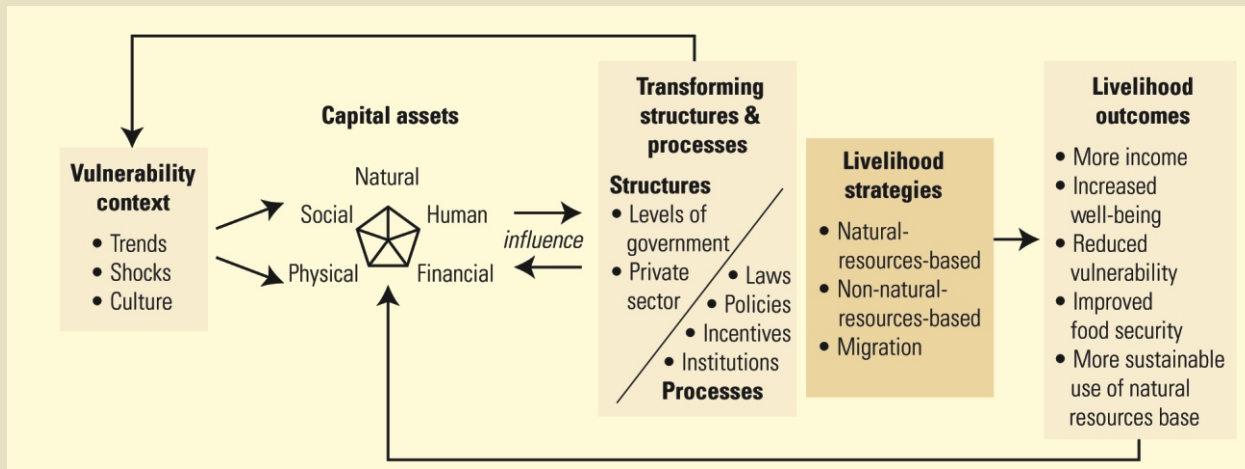 Vulnerability
context
• Trends
• Shocks
• Culture
Capital assets
Natural
Social
Human
Physical
Financial
influence
Transforming
structures &
processes
Structures
• Levels of
government
• Private
sector
• Laws
• Policies
• Incentives
• Institutions
Processes
Livelihood
strategies
• Natural-
resources-based
• Non-natural-
resources-based
• Migration
Livelihood
outcomes
• More income
• Increased
well-being
• Reduced
vulnerability
• Improved
food security
• More sustainable
use of natural
resources base